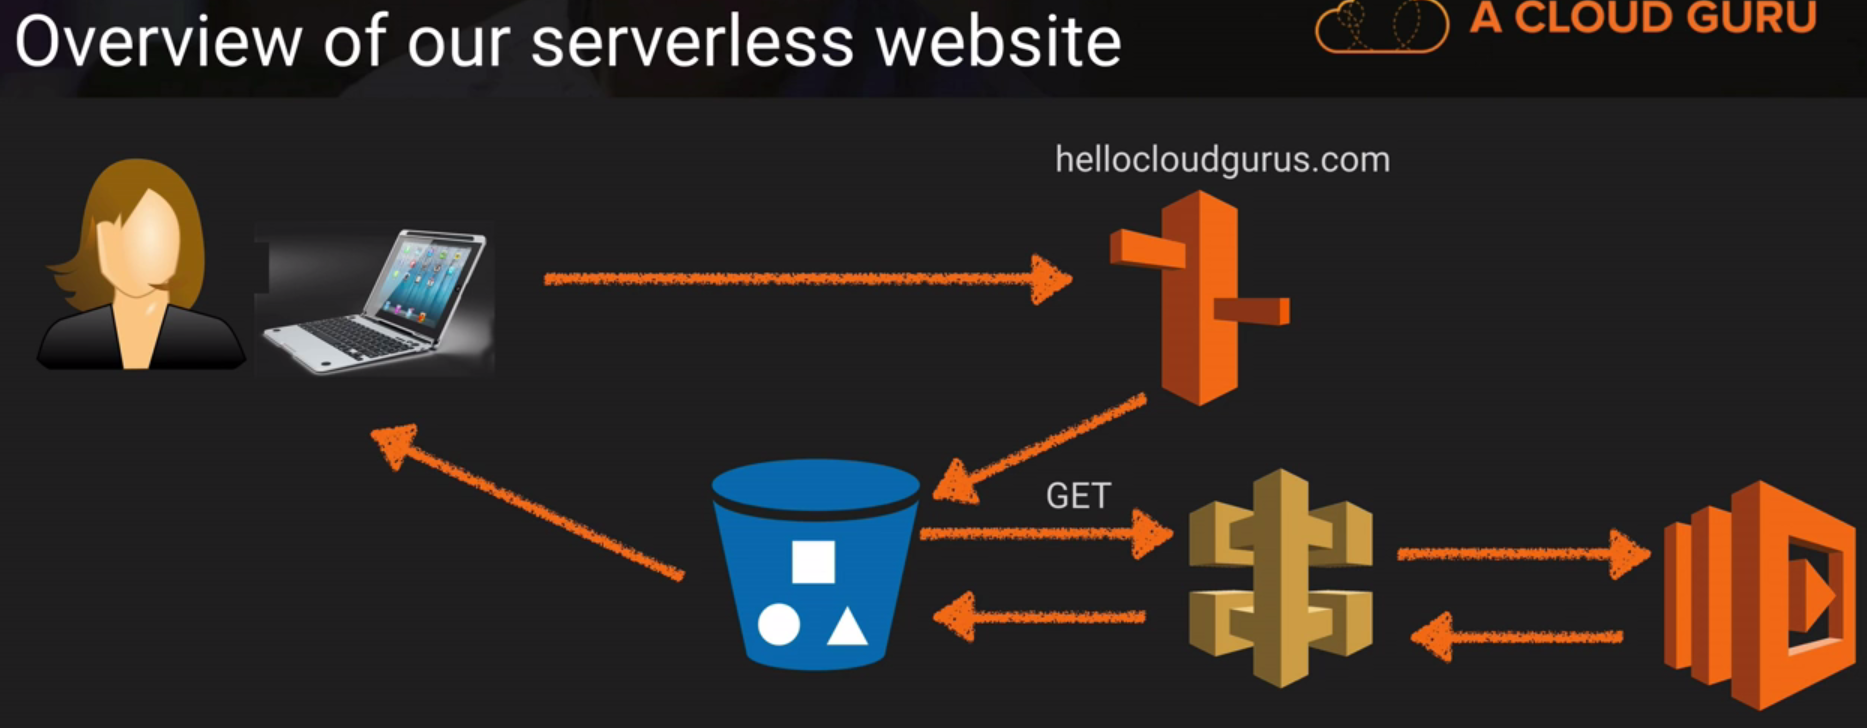 Overview of our serverless website
A CLOUD GURU
hellocloudgurus.com
GET